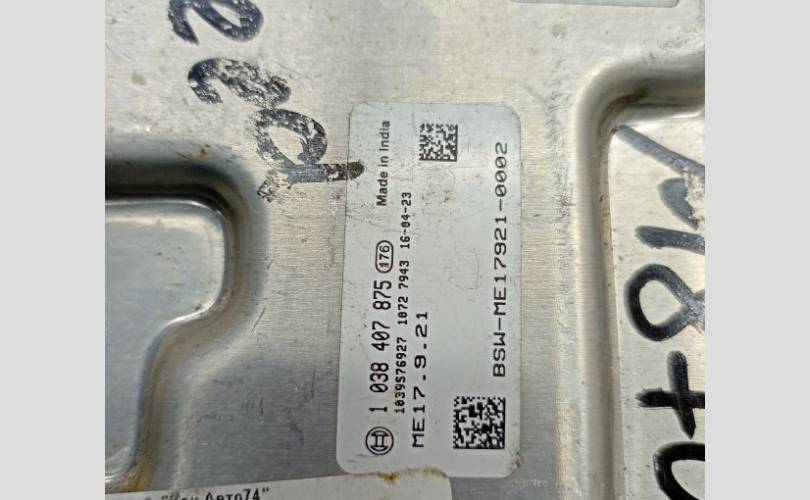 1 038 407 875 176 Made in India
1039S76927 1072 7943 16-04-23
ME17.9.21
BSW-ME17921-0002
Авто74"